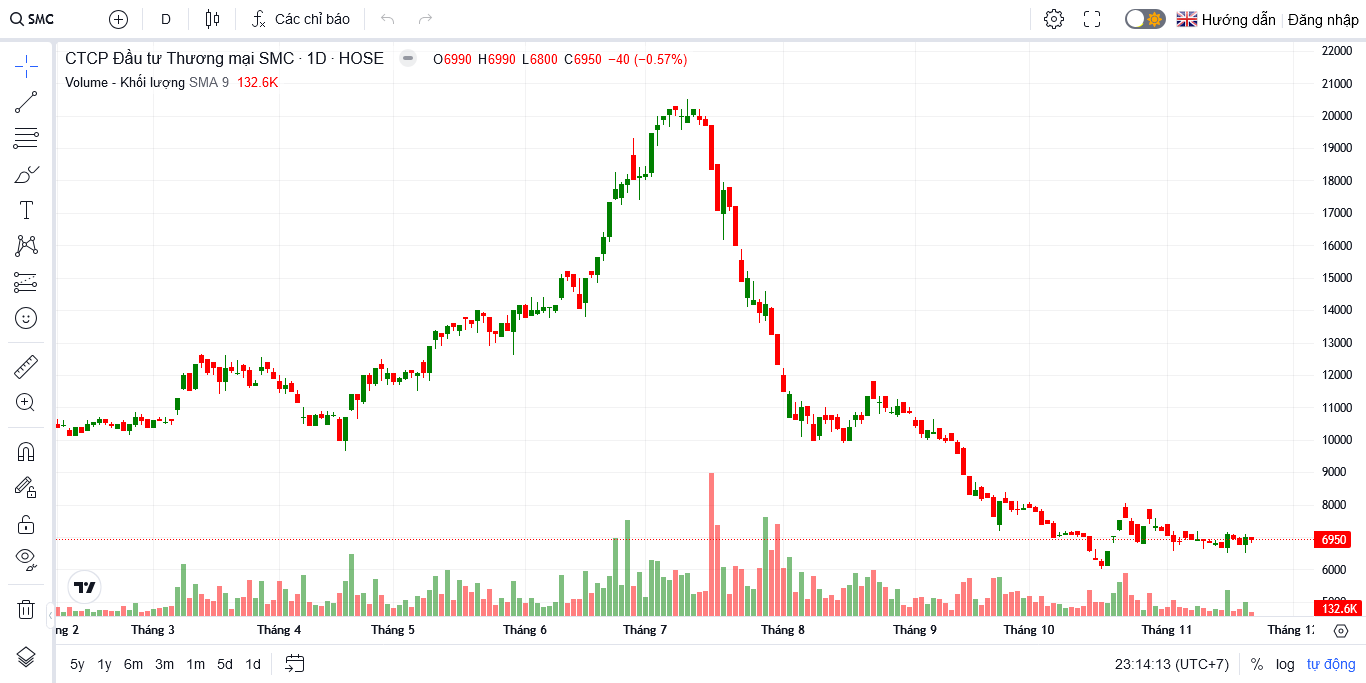 SMC D Các chỉ báo Hướng dẫn Đăng nhập
CTCP Đầu tư Thương mại SMC · 1D · HOSE O6990 H6990 L6800 C6950 −40 (−0.57%)
Volume - Khối lượng SMA 9 132.6K
22000
21000
20000
19000
18000
17000
16000
15000
14000
13000
12000
11000
10000
9000
8000
6950
6000
132.6K
ng 2 Tháng 3 Tháng 4 Tháng 5 Tháng 6 Tháng 7 Tháng 8 Tháng 9 Tháng 10 Tháng 11 Tháng 1
5y 1y 6m 3m 1m 5d 1d 23:14:13 (UTC+7) % log tự động